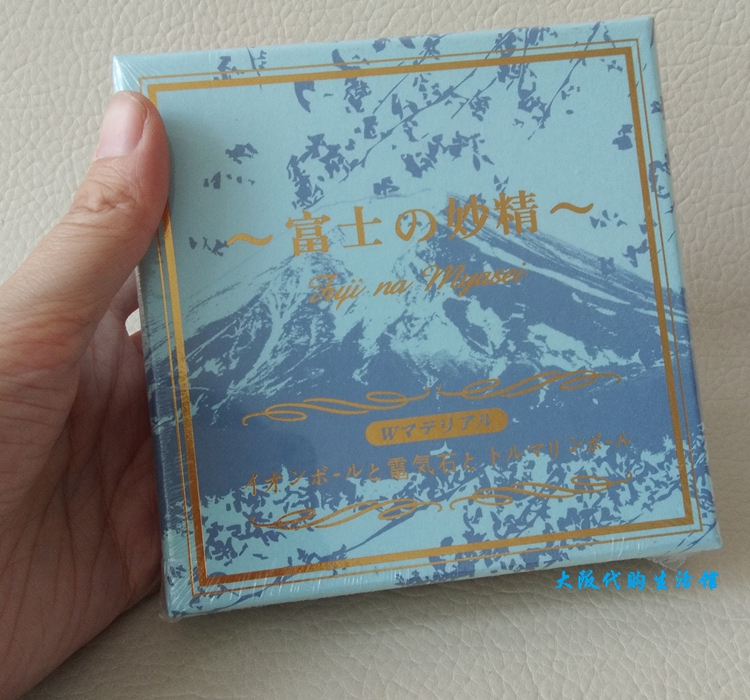 ～富士の妙精～
Fuji na Myasei
Wマテリアル
イオンボールと電気石とトルマリンボール
大阪代购生活馆